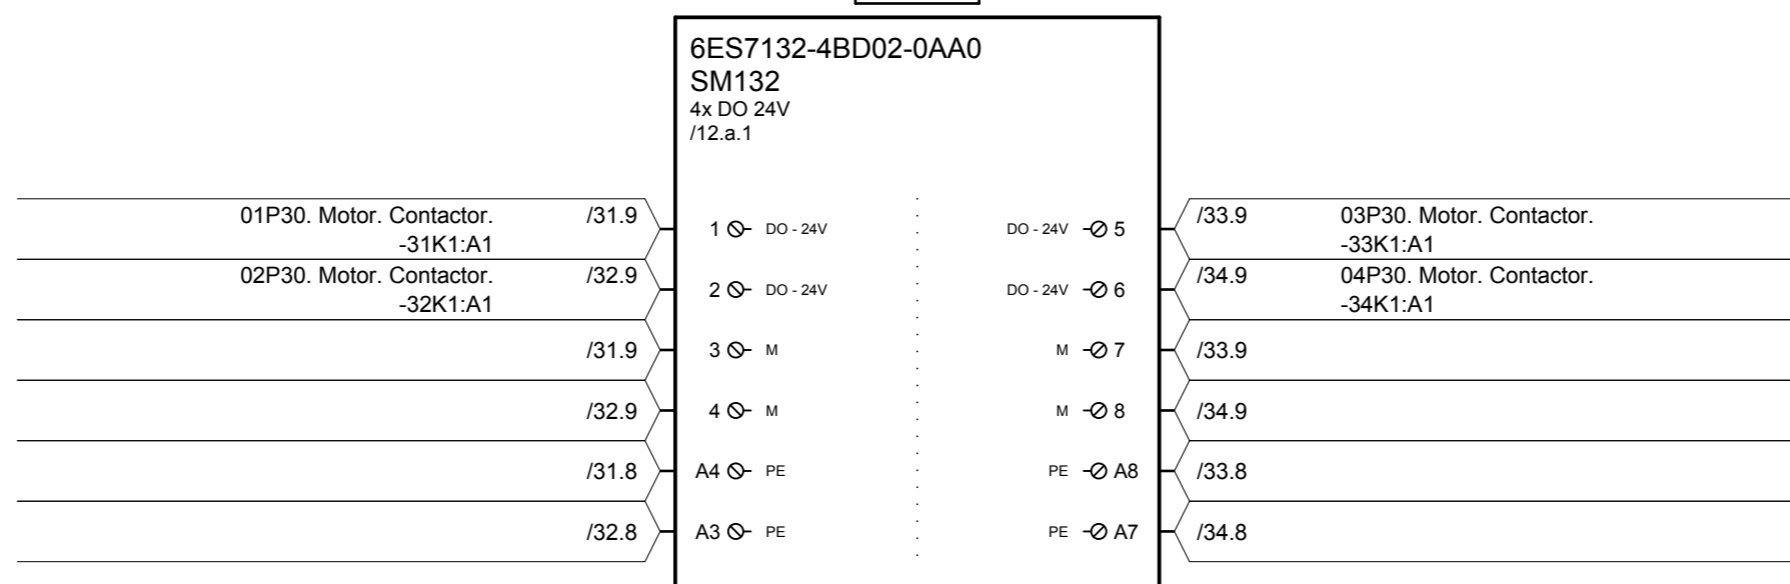 6ES7132-4BD02-0AA0
SM132
4x DO 24V
/12.a.1
01P30. Motor. Contactor. /31.9 1 DO - 24V DO - 24V 5 /33.9 03P30. Motor. Contactor.
-31K1:A1 -33K1:A1
02P30. Motor. Contactor. /32.9 2 DO - 24V DO - 24V 6 /34.9 04P30. Motor. Contactor.
-32K1:A1 -34K1:A1
/31.9 3 M M 7 /33.9
/32.9 4 M M 8 /34.9
/31.8 A4 PE PE A8 /33.8
/32.8 A3 PE PE A7 /34.8